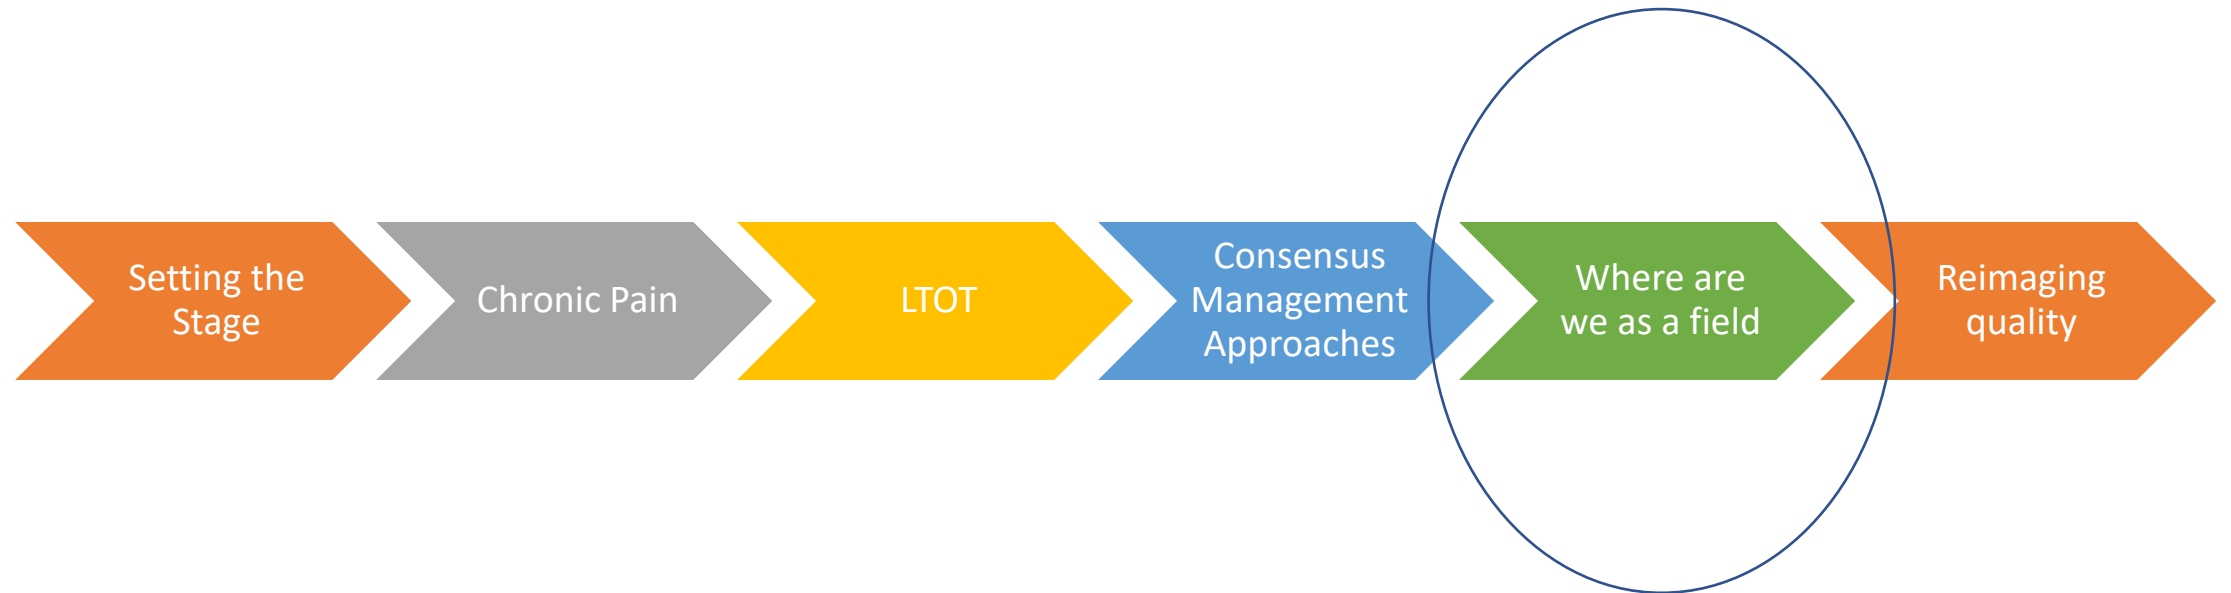 Setting the
Stage
Chronic Pain
LTOT
Consensus
Management
Approaches
Where are
we as a field
Reimaging
quality